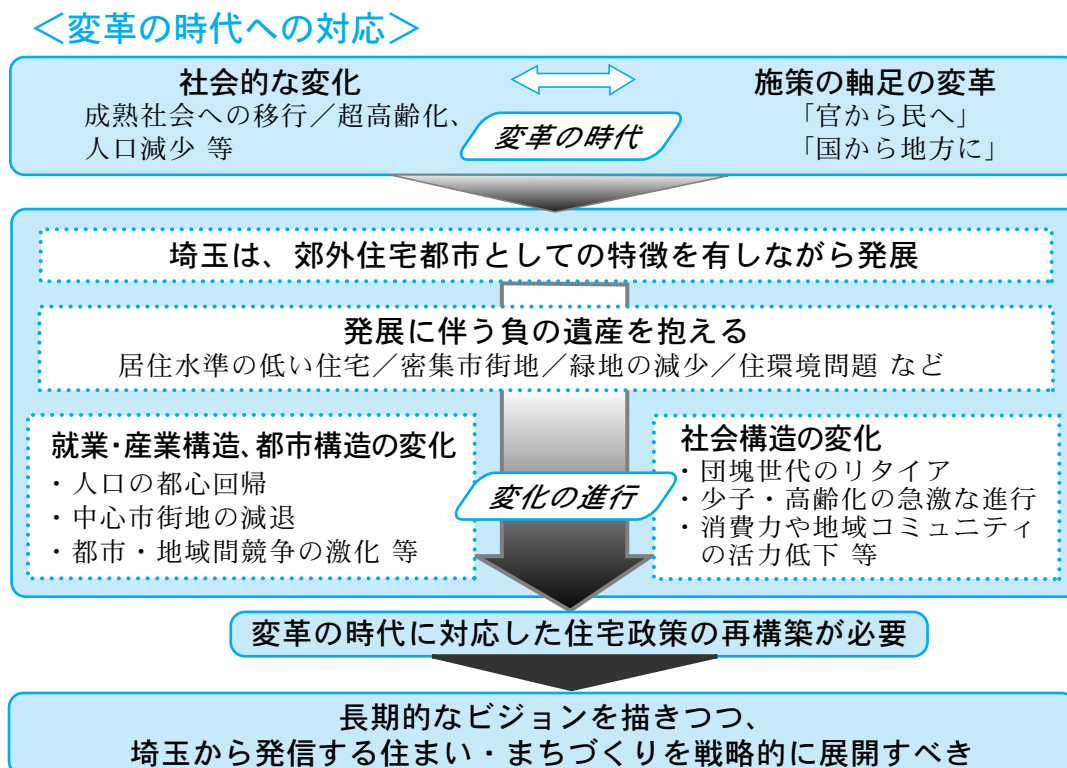 ＜変革の時代への対応＞
社会的な変化
成熟社会への移行／超高齢化、
人口減少 等
変革の時代
施策の軸足の変革
「官から民へ」
「国から地方に」
埼玉は、郊外住宅都市としての特徴を有しながら発展
発展に伴う負の遺産を抱える
居住水準の低い住宅／密集市街地／緑地の減少／住環境問題 など
就業・産業構造、都市構造の変化
・人口の都心回帰
・中心市街地の減退
・都市・地域間競争の激化 等
変化の進行
社会構造の変化
・団塊世代のリタイア
・少子・高齢化の急激な進行
・消費力や地域コミュニティ
の活力低下 等
変革の時代に対応した住宅政策の再構築が必要
長期的なビジョンを描きつつ、
埼玉から発信する住まい・まちづくりを戦略的に展開すべき